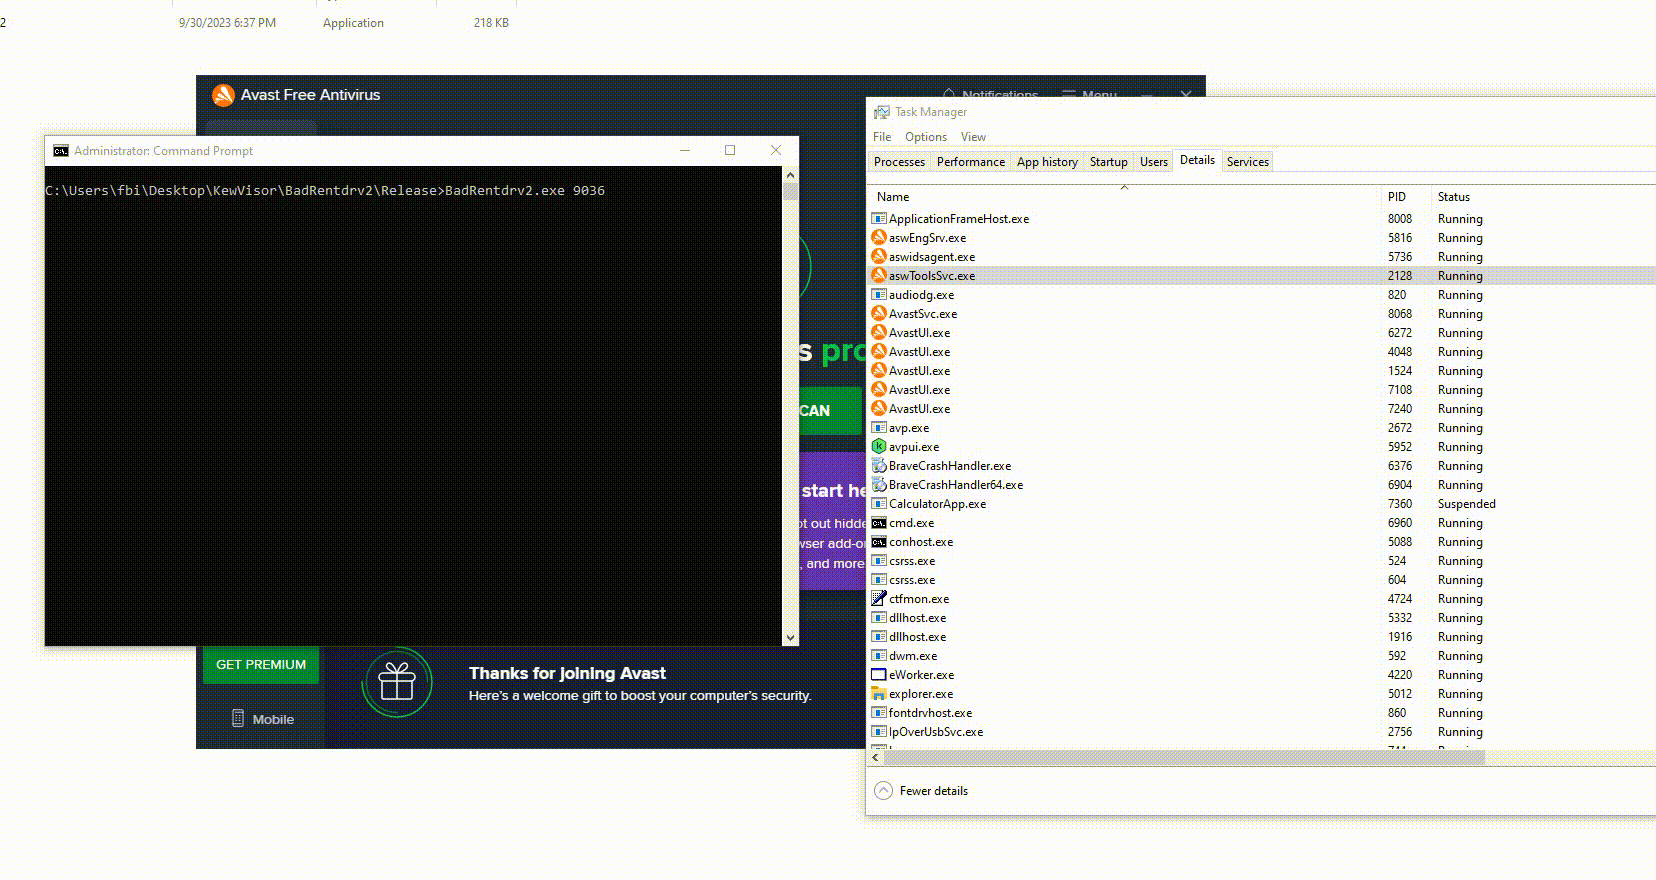 2 9/30/2023 6:37 PM Application 218 KB
Avast Free Antivirus
Notifications Menu
Administrator: Command Prompt
C:\Users\fbi\Desktop\KewVisor\BadRentdrv2\Release>BadRentdrv2.exe 9036
s pro
CAN
start he
ot out hidde
wser add-o
, and more
GET PREMIUM
Thanks for joining Avast
Here's a welcome gift to boost your computer's security.
Mobile
Task Manager
File Options View
Processes Performance App history Startup Users Details Services
Name PID Status
ApplicationFrameHost.exe 8008 Running
aswEngSrv.exe 5816 Running
aswidsagent.exe 5736 Running
aswToolsSvc.exe 2128 Running
audiodg.exe 820 Running
AvastSvc.exe 8068 Running
AvastUI.exe 6272 Running
AvastUI.exe 4048 Running
AvastUI.exe 1524 Running
AvastUI.exe 7108 Running
AvastUI.exe 7240 Running
avp.exe 2672 Running
avpui.exe 5952 Running
BraveCrashHandler.exe 6376 Running
BraveCrashHandler64.exe 6904 Running
CalculatorApp.exe 7360 Suspended
cmd.exe 6960 Running
conhost.exe 5088 Running
csrss.exe 524 Running
csrss.exe 604 Running
ctfmon.exe 4724 Running
dllhost.exe 5332 Running
dllhost.exe 1916 Running
dwm.exe 592 Running
eWorker.exe 4220 Running
explorer.exe 5012 Running
fontdrvhost.exe 860 Running
IpOverUsbSvc.exe 2756 Running
Fewer details